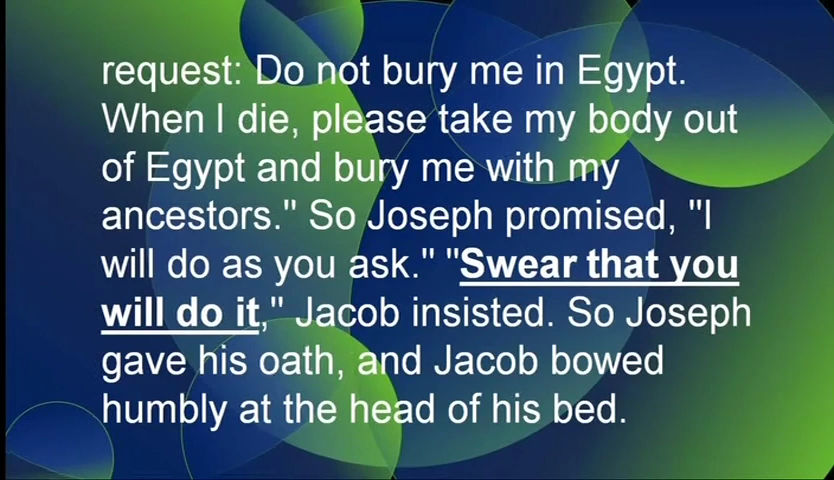 request: Do not bury me in Egypt.
When I die, please take my body out
of Egypt and bury me with my
ancestors." So Joseph promised, "I
will do as you ask." "Swear that you
will do it," Jacob insisted. So Joseph
gave his oath, and Jacob bowed
humbly at the head of his bed.